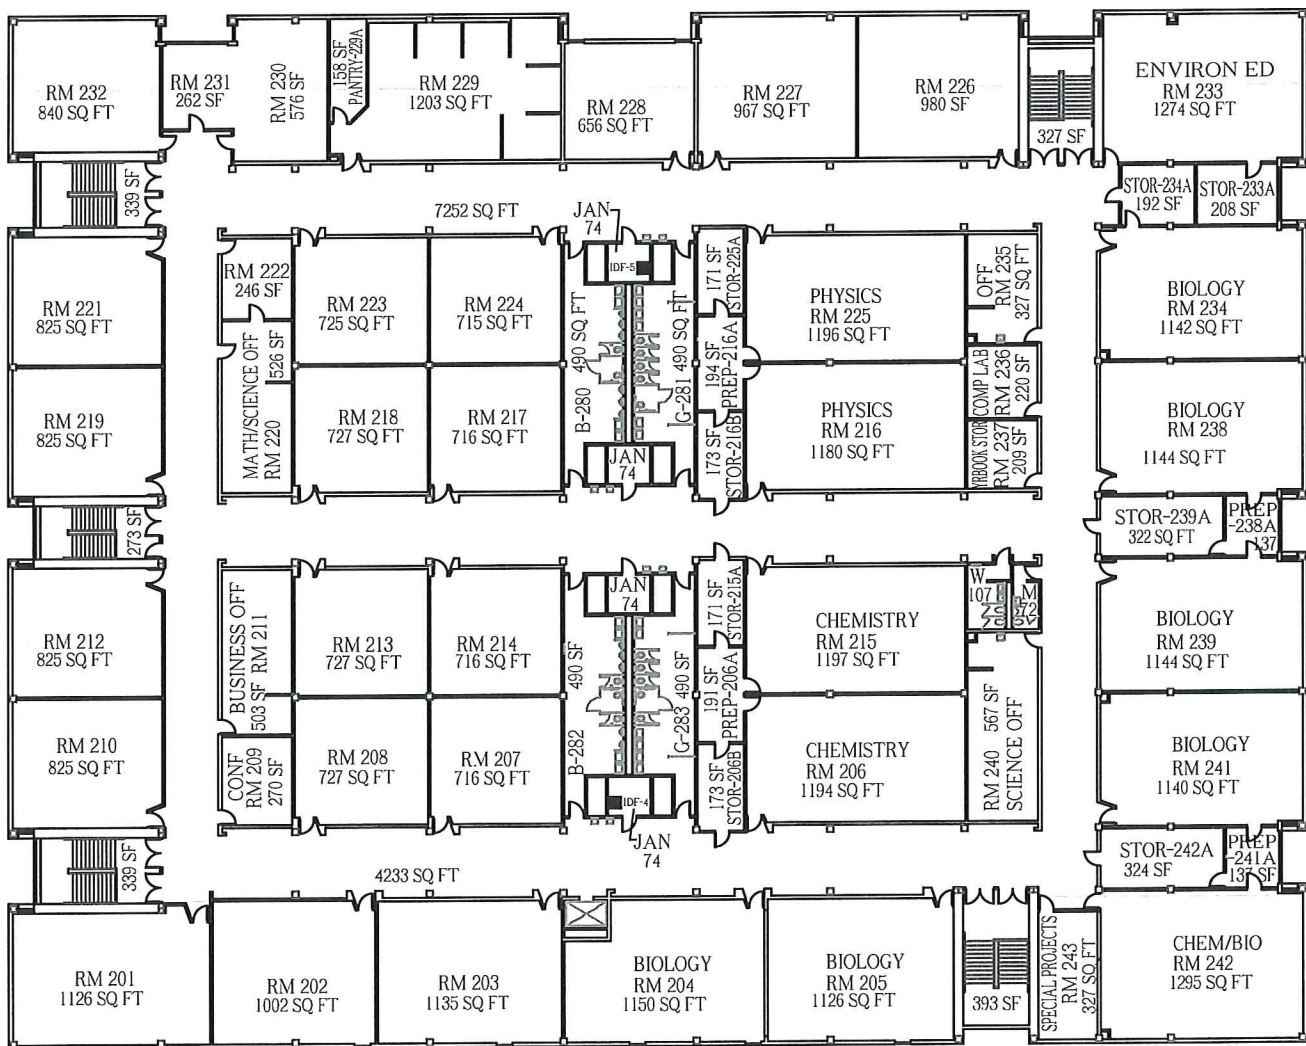 RM 232
840 SQ FT
RM 231
262 SF
RM 230
576 SF
158 SF
PANTRY-229A
RM 229
1203 SQ FT
RM 228
656 SQ FT
RM 227
967 SQ FT
RM 226
980 SF
327 SF
ENVIRON ED
RM 233
1274 SQ FT
339 SF
7252 SQ FT
JAN
74
STOR-234A
192 SF
STOR-233A
208 SF
RM 221
825 SQ FT
RM 222
246 SF
RM 223
725 SQ FT
RM 224
715 SQ FT
IDF-5
B-280
490 SQ FT
G-281
490 SQ FT
171 SF
STOR-225A
PHYSICS
RM 225
1196 SQ FT
OFF
RM 235
327 SQ FT
BIOLOGY
RM 234
1142 SQ FT
RM 219
825 SQ FT
MATH/SCIENCE OFF
RM 220
526 SF
RM 218
727 SQ FT
RM 217
716 SQ FT
194 SF
PREP-216A
173 SF
STOR-216B
PHYSICS
RM 216
1180 SQ FT
COMP LAB
RM 236
220 SF
YRBOOK STOR
RM 237
209 SF
BIOLOGY
RM 238
1144 SQ FT
JAN
74
273 SF
STOR-239A
322 SQ FT
PREP
-238A
137
RM 212
825 SQ FT
BUSINESS OFF
RM 211
503 SF
RM 213
727 SQ FT
RM 214
716 SQ FT
JAN
74
B-282
490 SF
G-283
490 SF
171 SF
STOR-215A
CHEMISTRY
RM 215
1197 SQ FT
W
107
M
72
BIOLOGY
RM 239
1144 SQ FT
RM 210
825 SQ FT
CONF
RM 209
270 SF
RM 208
727 SQ FT
RM 207
716 SQ FT
191 SF
PREP-206A
173 SF
STOR-206B
CHEMISTRY
RM 206
1194 SQ FT
RM 240 567 SF
SCIENCE OFF
BIOLOGY
RM 241
1140 SQ FT
IDF-4
JAN
74
339 SF
4233 SQ FT
STOR-242A
324 SF
PREP
-241A
137 SF
RM 201
1126 SQ FT
RM 202
1002 SQ FT
RM 203
1135 SQ FT
BIOLOGY
RM 204
1150 SQ FT
BIOLOGY
RM 205
1126 SQ FT
393 SF
SPECIAL PROJECTS
RM 243
327 SQ FT
CHEM/BIO
RM 242
1295 SQ FT